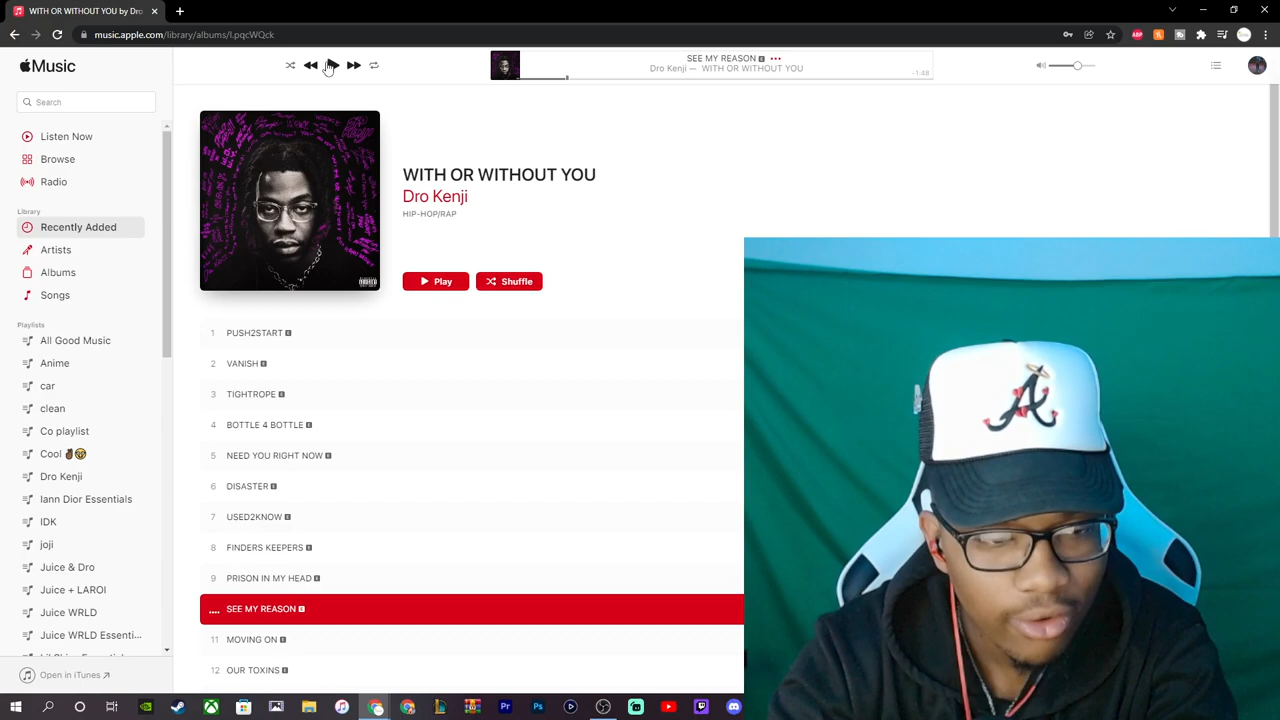 WITH OR WITHOUT YOU by Dro
music.apple.com/library/albums/l.pqcWQck
Music
SEE MY REASON E
Dro Kenji — WITH OR WITHOUT YOU
-1:48
Search
Listen Now
Browse
Radio
Library
Recently Added
Artists
Albums
Songs
Playlists
All Good Music
Anime
car
clean
Co playlist
Cool
Dro Kenji
Iann Dior Essentials
IDK
joji
Juice & Dro
Juice + LAROI
Juice WRLD
Juice WRLD Essenti...
Open in iTunes ↗
WITH OR WITHOUT YOU
Dro Kenji
HIP-HOP/RAP
Play
Shuffle
1 PUSH2START E
2 VANISH E
3 TIGHTROPE E
4 BOTTLE 4 BOTTLE E
5 NEED YOU RIGHT NOW E
6 DISASTER E
7 USED2KNOW E
8 FINDERS KEEPERS E
9 PRISON IN MY HEAD E
SEE MY REASON E
11 MOVING ON E
12 OUR TOXINS E
A
ABP
Pr
Ps